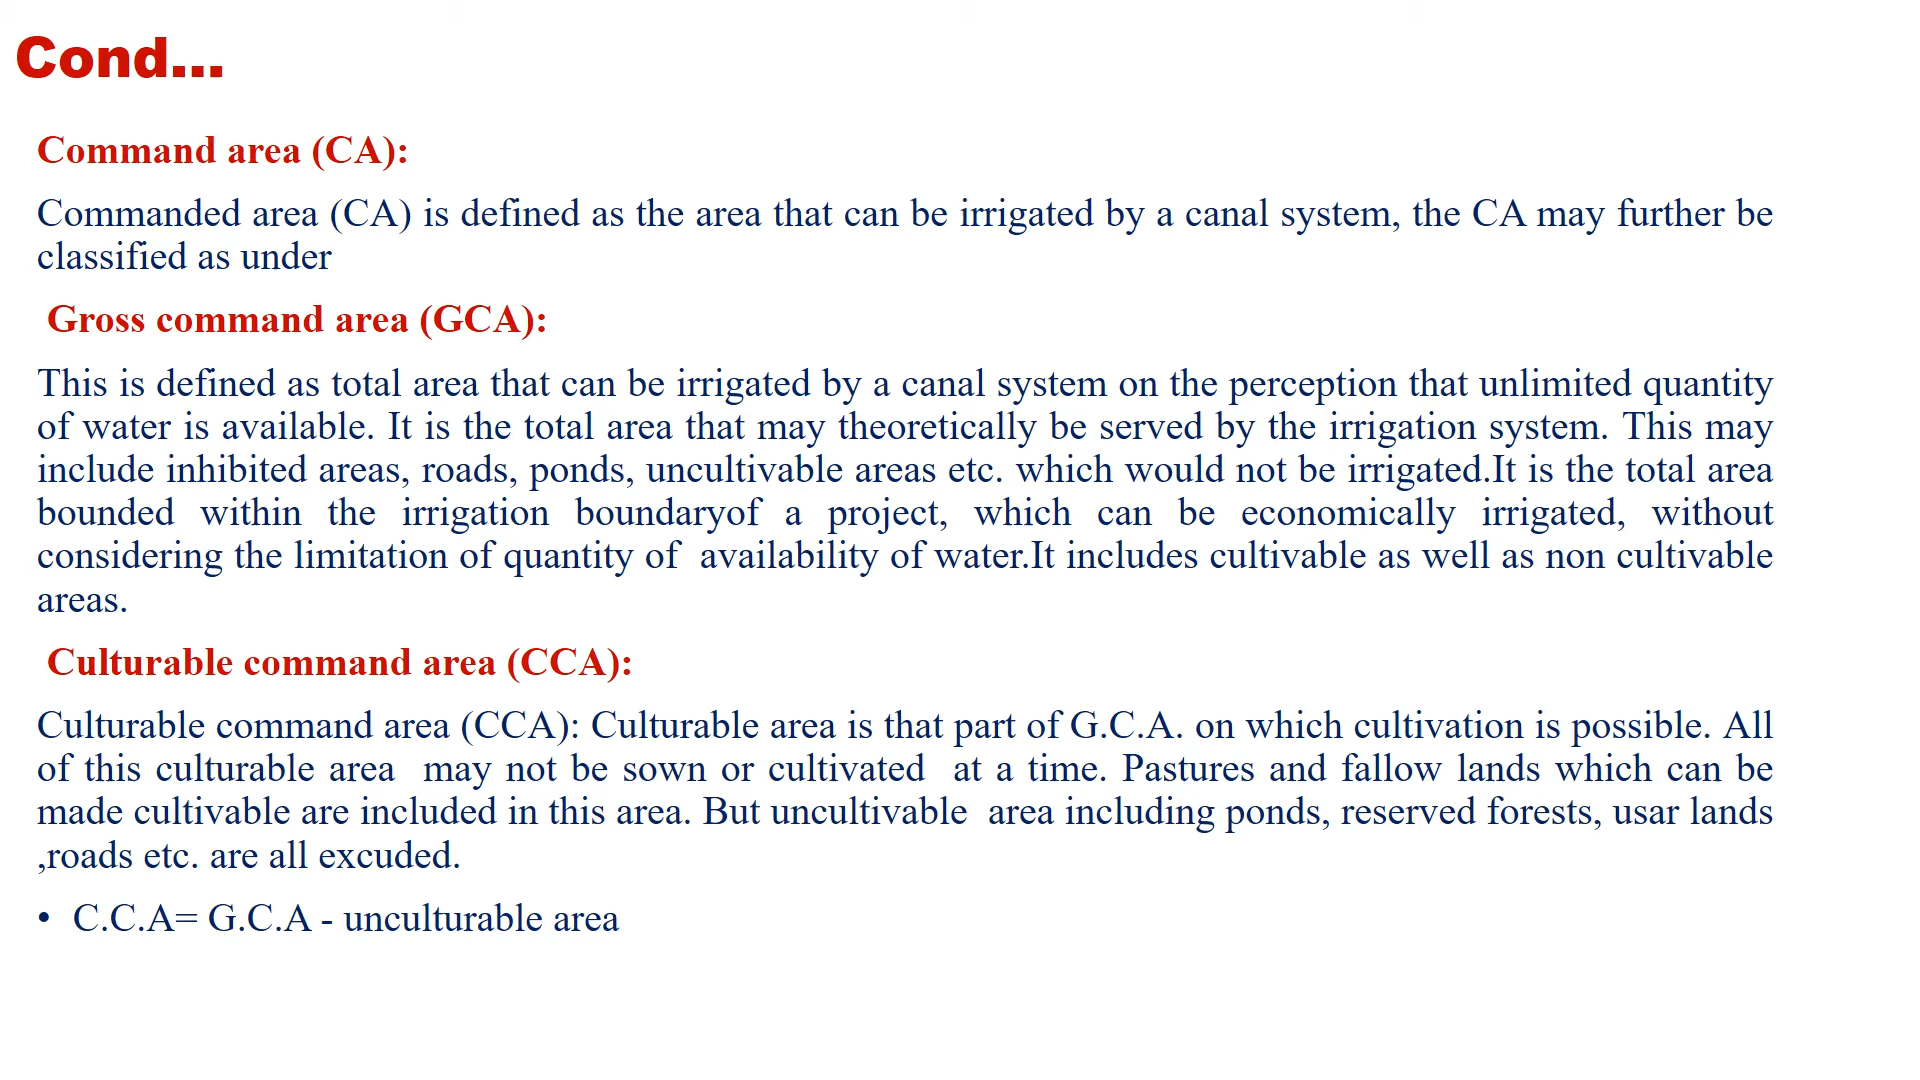 Cond...
Command area (CA):
Commanded area (CA) is defined as the area that can be irrigated by a canal system, the CA may further be
classified as under
Gross command area (GCA):
This is defined as total area that can be irrigated by a canal system on the perception that unlimited quantity
of water is available. It is the total area that may theoretically be served by the irrigation system. This may
include inhibited areas, roads, ponds, uncultivable areas etc. which would not be irrigated.It is the total area
bounded within the irrigation boundaryof a project, which can be economically irrigated, without
considering the limitation of quantity of availability of water.It includes cultivable as well as non cultivable
areas.
Culturable command area (CCA):
Culturable command area (CCA): Culturable area is that part of G.C.A. on which cultivation is possible. All
of this culturable area may not be sown or cultivated at a time. Pastures and fallow lands which can be
made cultivable are included in this area. But uncultivable area including ponds, reserved forests, usar lands
,roads etc. are all excuded.
• C.C.A= G.C.A - unculturable area